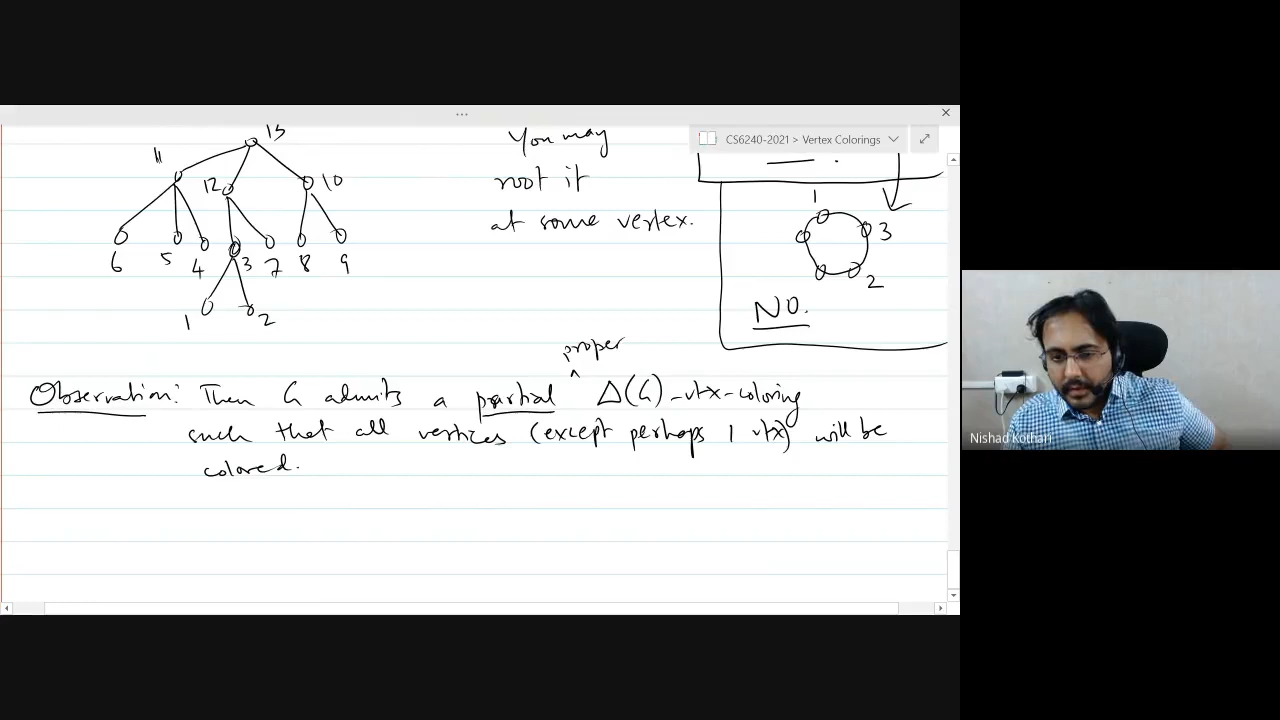 13
You may
CS6240-2021 > Vertex Colorings
11
12
10
root it
at some vertex.
1
3
2
6
5
4
3
7
8
9
1
2
NO.
proper
^
Observation: Then G admits a partial Δ(G)-vtx-coloring
such that all vertices (except perhaps 1 vtx) will be
colored.
Nishad Kothari